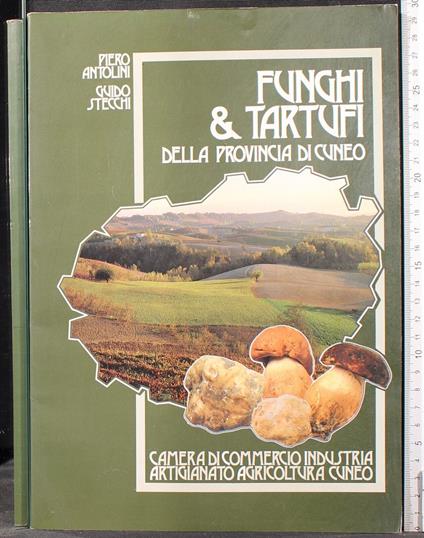 PIERO
ANTOLINI
GUIDO
STECCHI
FUNGHI
& TARTUFI
DELLA PROVINCIA DI CUNEO
CAMERA DI COMMERCIO INDUSTRIA
ARTIGIANATO AGRICOLTURA CUNEO